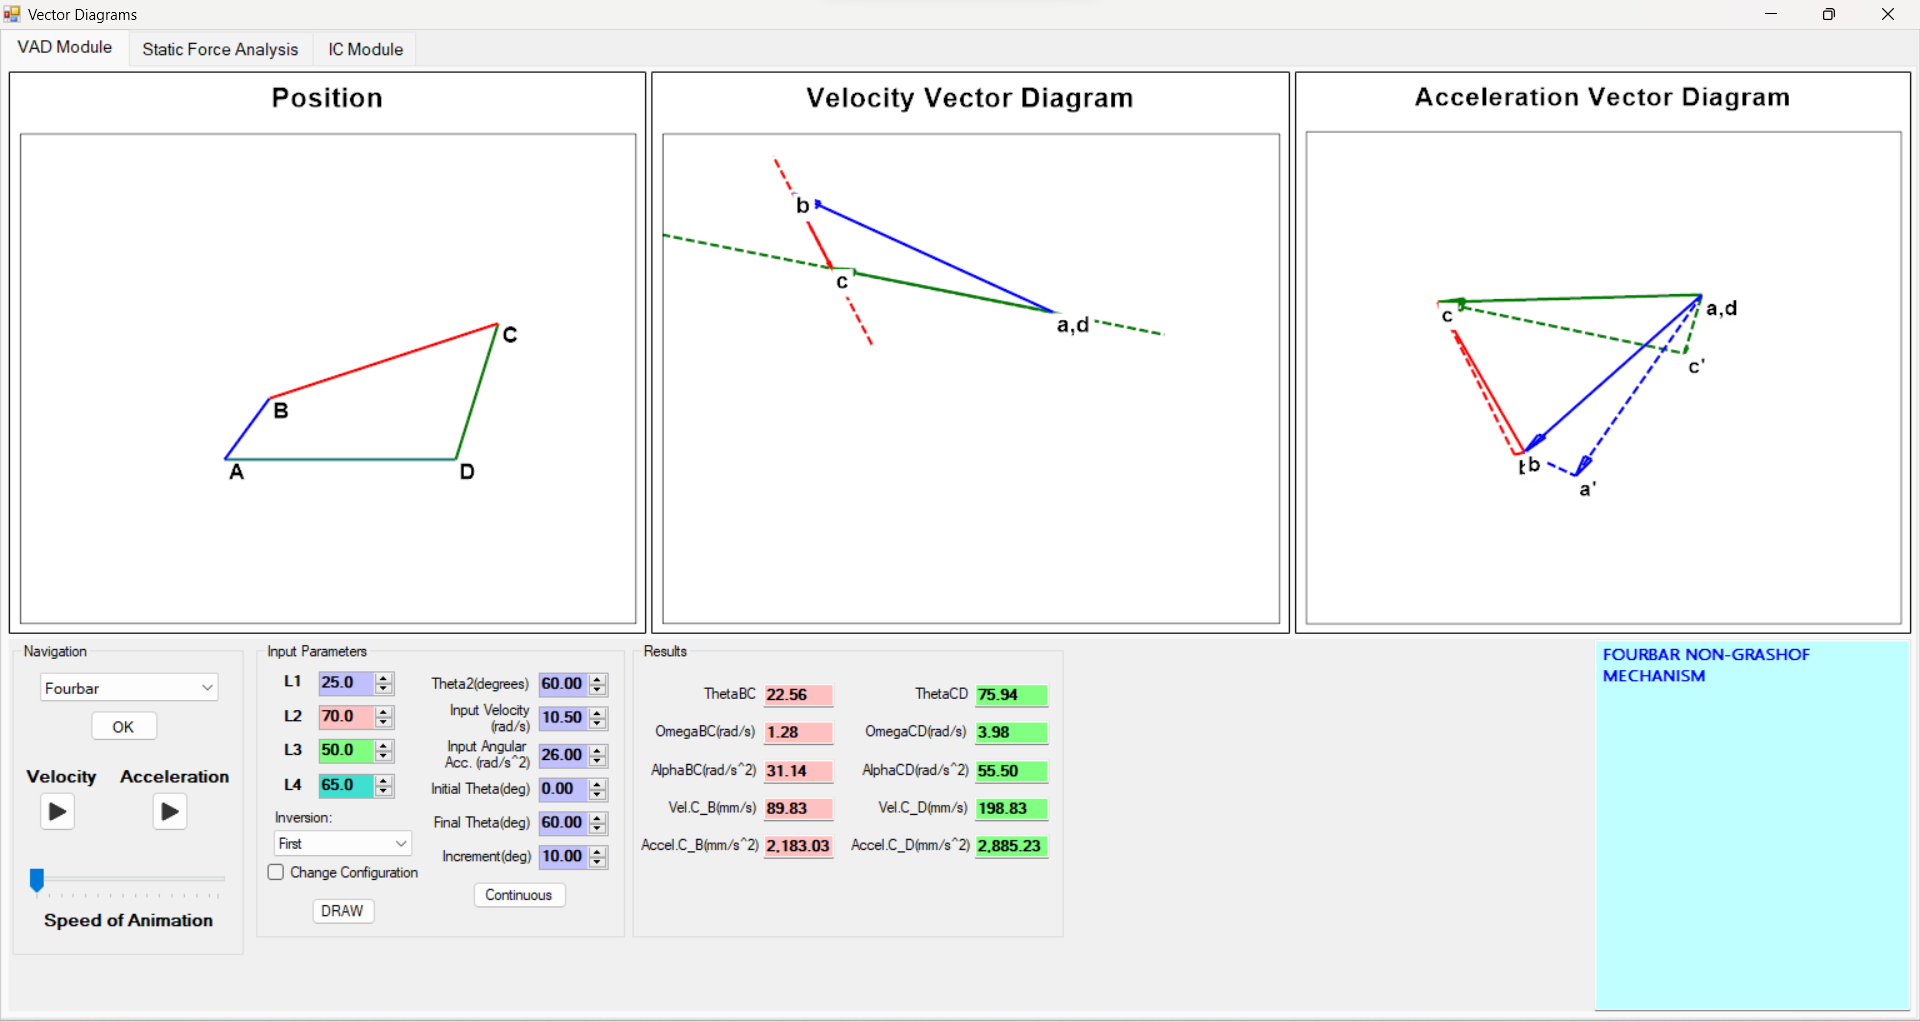 Vector Diagrams
VAD Module
Static Force Analysis
IC Module
Position
B
C
A
D
Velocity Vector Diagram
b
c
a,d
Acceleration Vector Diagram
c
a,d
c'
b
a'
Navigation
Fourbar
OK
Velocity Acceleration
Speed of Animation
Input Parameters
L1 25.0
L2 70.0
L3 50.0
L4 65.0
Inversion:
First
Change Configuration
DRAW
Theta2(degrees) 60.00
Input Velocity
(rad/s) 10.50
Input Angular
Acc. (rad/s^2) 26.00
Initial Theta(deg) 0.00
Final Theta(deg) 60.00
Increment(deg) 10.00
Continuous
Results
ThetaBC 22.56 ThetaCD 75.94
OmegaBC(rad/s) 1.28 OmegaCD(rad/s) 3.98
AlphaBC(rad/s^2) 31.14 AlphaCD(rad/s^2) 55.50
Vel.C_B(mm/s) 89.83 Vel.C_D(mm/s) 198.83
Accel.C_B(mm/s^2) 2,183.03 Accel.C_D(mm/s^2) 2,885.23
FOURBAR NON-GRASHOF
MECHANISM